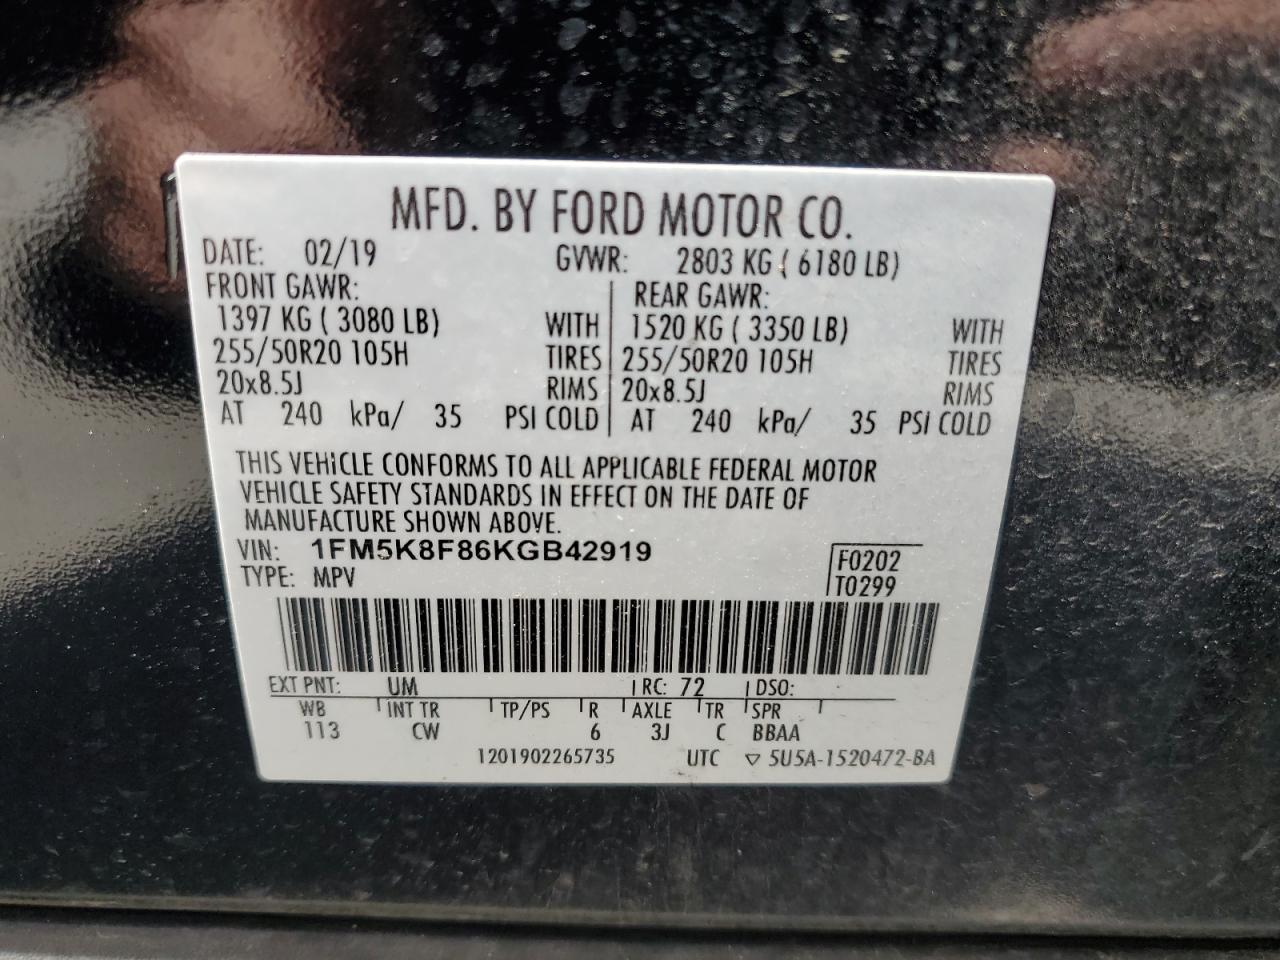 MFD. BY FORD MOTOR CO.
DATE: 02/19 GVWR: 2803 KG ( 6180 LB)
FRONT GAWR: REAR GAWR:
1397 KG ( 3080 LB) WITH 1520 KG ( 3350 LB) WITH
255/50R20 105H TIRES 255/50R20 105H TIRES
20x8.5J RIMS 20x8.5J RIMS
AT 240 kPa/ 35 PSI COLD AT 240 kPa/ 35 PSI COLD
THIS VEHICLE CONFORMS TO ALL APPLICABLE FEDERAL MOTOR
VEHICLE SAFETY STANDARDS IN EFFECT ON THE DATE OF
MANUFACTURE SHOWN ABOVE.
VIN: 1FM5K8F86KGB42919 F0202
TYPE: MPV T0299
EXT PNT: UM RC: 72 DSO:
WB INT TR TP/PS R AXLE TR SPR
113 CW 6 3J C BBAA
1201902265735 UTC ▽ 5U5A-1520472-BA